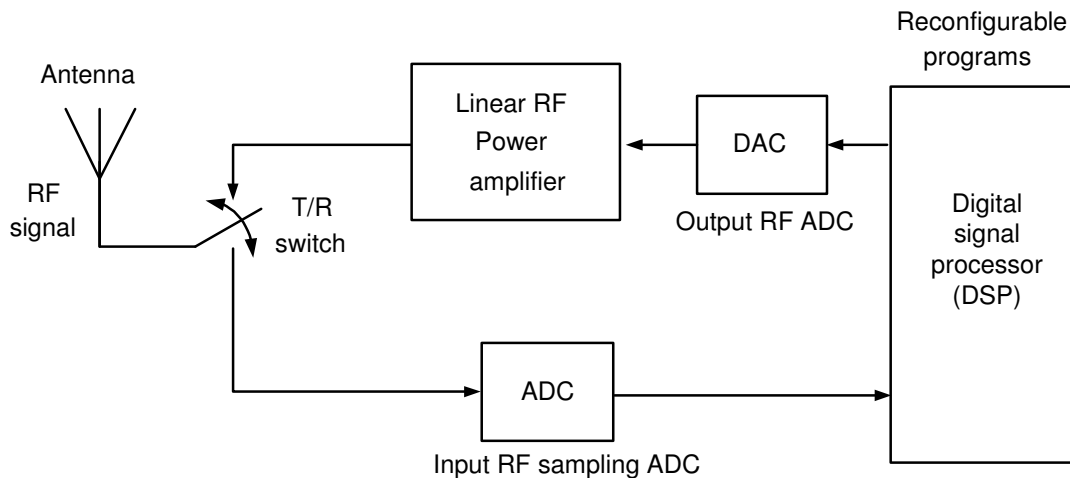 Reconfigurable
programs
Antenna
Linear RF
Power
amplifier
DAC
RF
signal
T/R
switch
Output RF ADC
Digital
signal
processor
(DSP)
ADC
Input RF sampling ADC